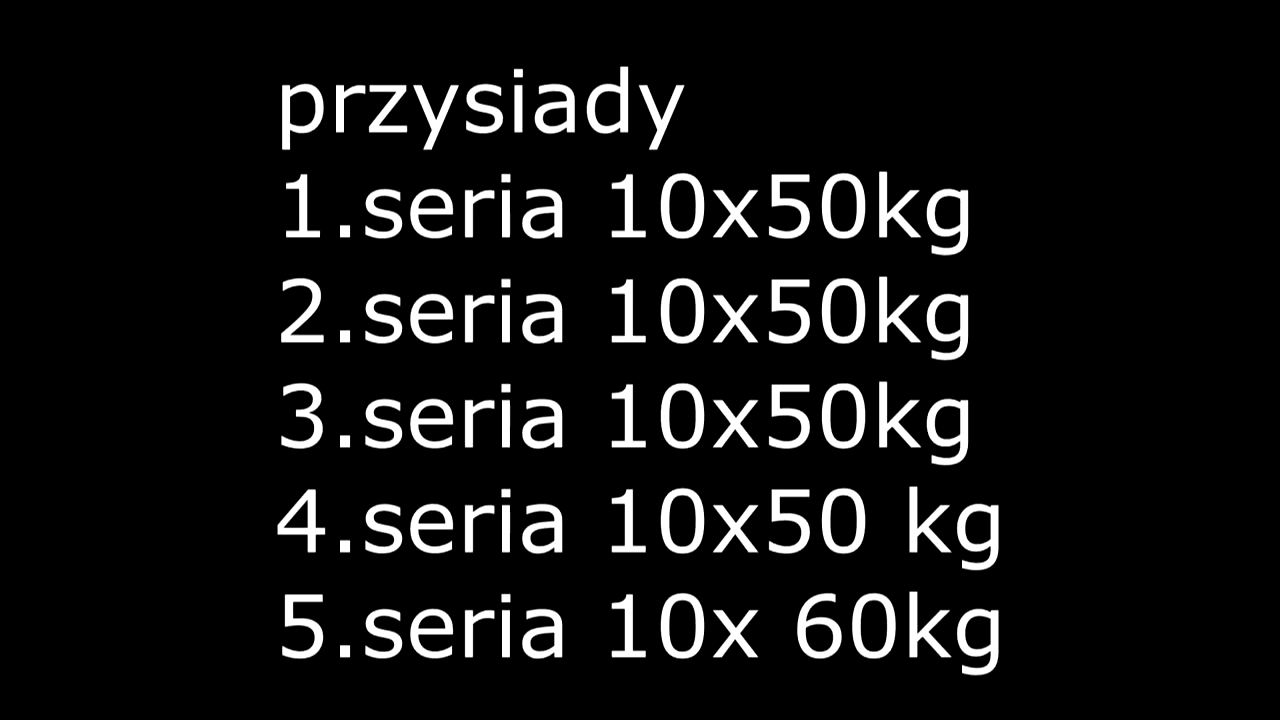 przysiady
1.seria 10x50kg
2.seria 10x50kg
3.seria 10x50kg
4.seria 10x50 kg
5.seria 10x 60kg